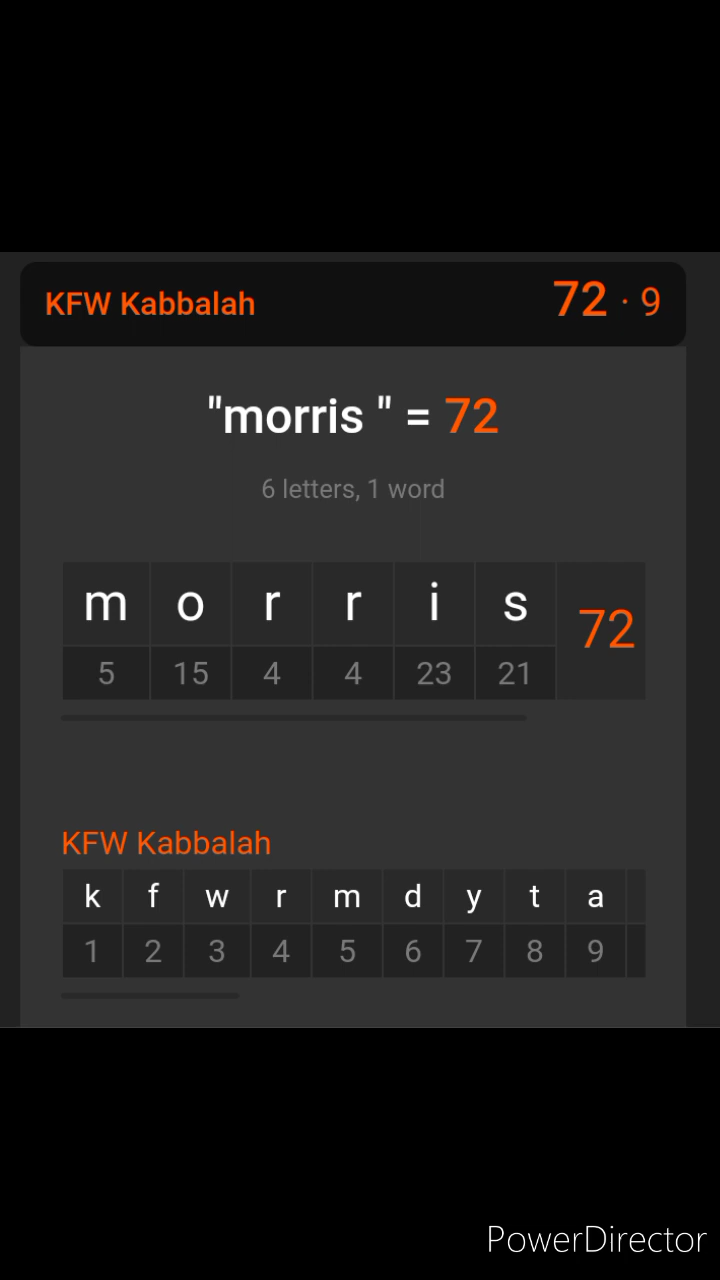 KFW Kabbalah 72 · 9
"morris " = 72
6 letters, 1 word
m o r r i s 72
5 15 4 4 23 21
KFW Kabbalah
k f w r m d y t a
1 2 3 4 5 6 7 8 9
PowerDirector